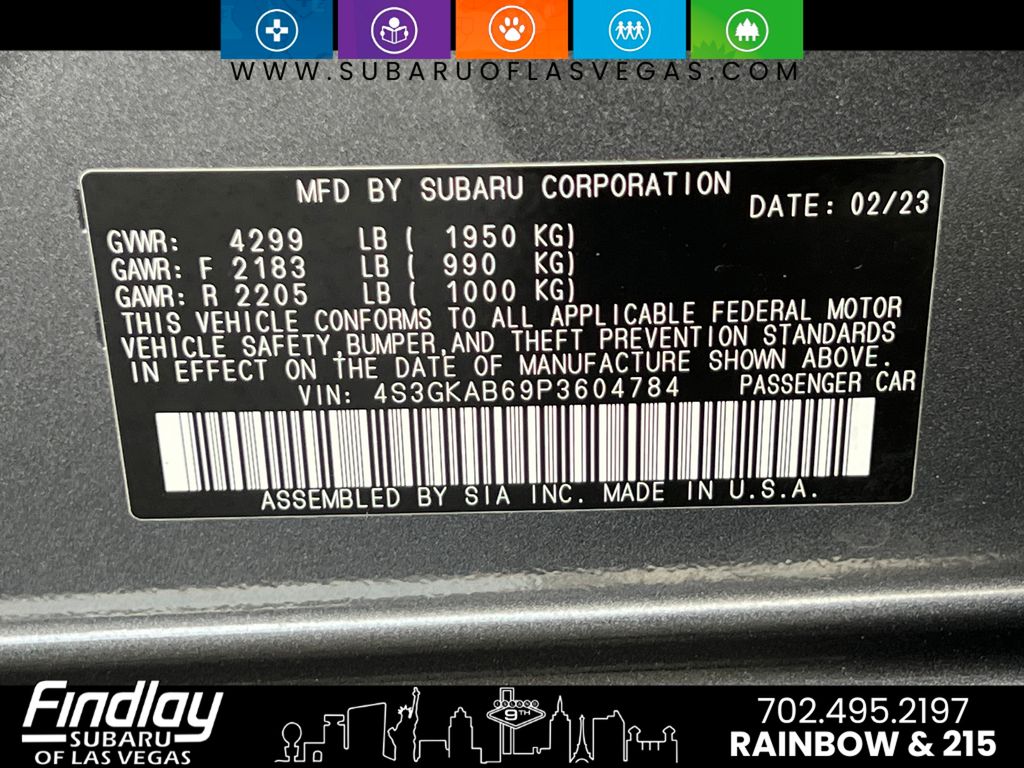 WWW.SUBARUOFLASVEGAS.COM
MFD BY SUBARU CORPORATION
DATE: 02/23
GVWR: 4299 LB ( 1950 KG)
GAWR: F 2183 LB ( 990 KG)
GAWR: R 2205 LB ( 1000 KG)
THIS VEHICLE CONFORMS TO ALL APPLICABLE FEDERAL MOTOR
VEHICLE SAFETY,BUMPER,AND THEFT PREVENTION STANDARDS
IN EFFECT ON THE DATE OF MANUFACTURE SHOWN ABOVE.
VIN: 4S3GKAB69P3604784 PASSENGER CAR
ASSEMBLED BY SIA INC. MADE IN U.S.A.
Findlay
SUBARU
OF LAS VEGAS
9TH
702.495.2197
RAINBOW & 215